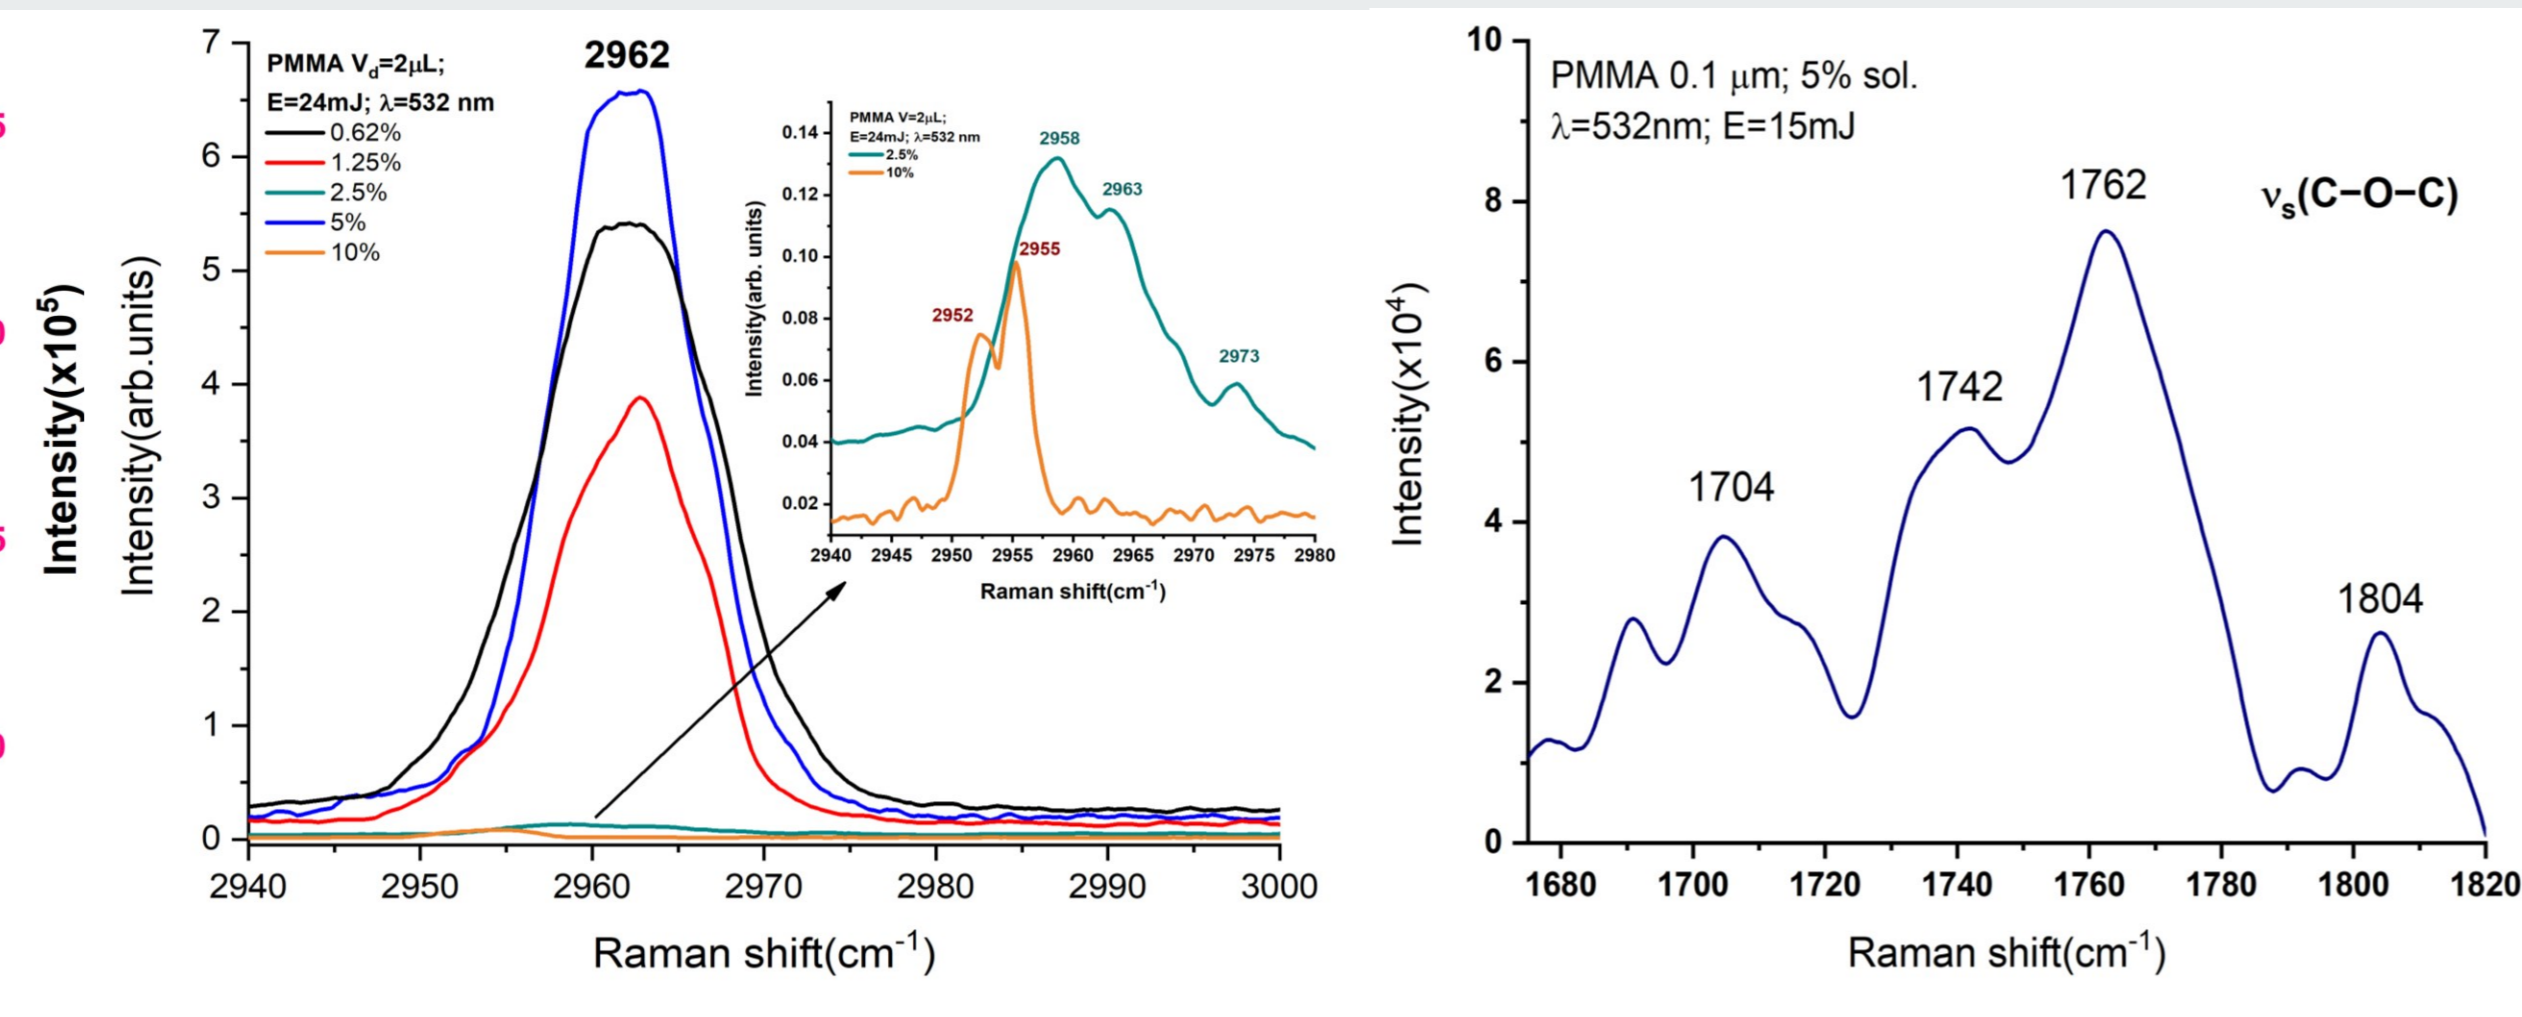 7
6
5
4
3
2
1
0
Intensity(x10⁵)
Intensity(arb.units)
PMMA V_d=2μL;
E=24mJ; λ=532 nm
0.62%
1.25%
2.5%
5%
10%
2962
2940 2950 2960 2970 2980 2990 3000
Raman shift(cm⁻¹)
0.14
0.12
0.10
0.08
0.06
0.04
0.02
Intensity(arb. units)
PMMA V=2μL;
E=24mJ; λ=532 nm
2.5%
10%
2958
2963
2955
2952
2973
2940 2945 2950 2955 2960 2965 2970 2975 2980
Raman shift(cm⁻¹)
10
8
6
4
2
0
Intensity(x10⁴)
PMMA 0.1 μm; 5% sol.
λ=532nm; E=15mJ
1762
ν_s(C−O−C)
1742
1704
1804
1680 1700 1720 1740 1760 1780 1800 1820
Raman shift(cm⁻¹)